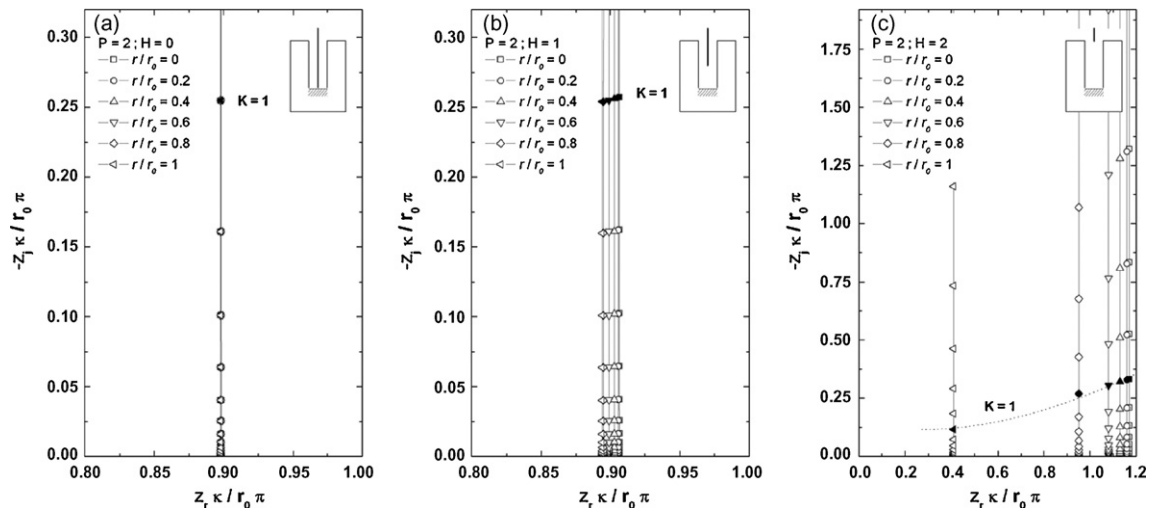 (a)
P = 2 ; H = 0
r / r0 = 0
r / r0 = 0.2
r / r0 = 0.4
r / r0 = 0.6
r / r0 = 0.8
r / r0 = 1
K = 1
0.30
0.25
0.20
0.15
0.10
0.05
0.00
-Zj κ / r0 π
0.80 0.85 0.90 0.95 1.00
Zr κ / r0 π
(b)
P = 2 ; H = 1
r / r0 = 0
r / r0 = 0.2
r / r0 = 0.4
r / r0 = 0.6
r / r0 = 0.8
r / r0 = 1
K = 1
0.30
0.25
0.20
0.15
0.10
0.05
0.00
-Zj κ / r0 π
0.80 0.85 0.90 0.95 1.00
Zr κ / r0 π
(c)
P = 2 ; H = 2
r / r0 = 0
r / r0 = 0.2
r / r0 = 0.4
r / r0 = 0.6
r / r0 = 0.8
r / r0 = 1
K = 1
1.75
1.50
1.25
1.00
0.75
0.50
0.25
0.00
-Zj κ / r0 π
0.0 0.2 0.4 0.6 0.8 1.0 1.2
Zr κ / r0 π